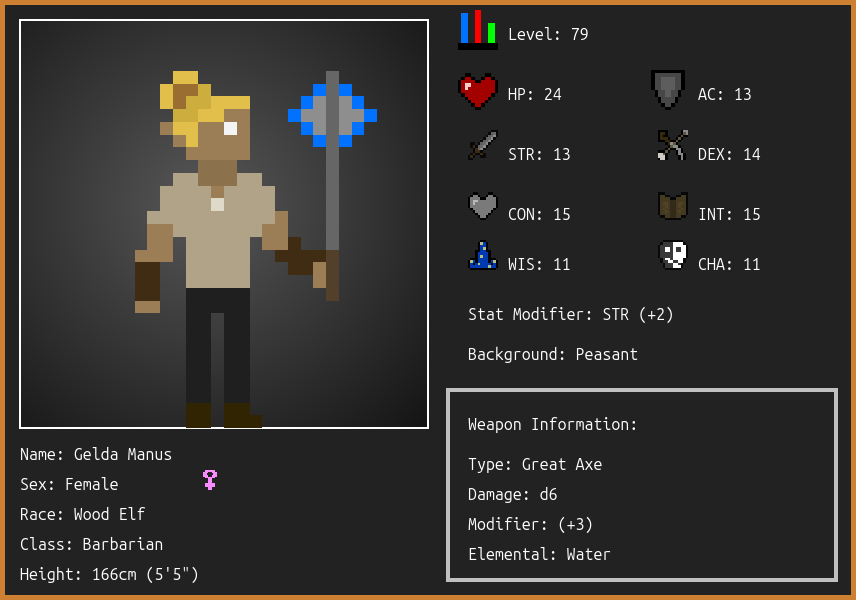 Level: 79
HP: 24
AC: 13
STR: 13
DEX: 14
CON: 15
INT: 15
WIS: 11
CHA: 11
Stat Modifier: STR (+2)
Background: Peasant
Weapon Information:
Type: Great Axe
Damage: d6
Modifier: (+3)
Elemental: Water
Name: Gelda Manus
Sex: Female
Race: Wood Elf
Class: Barbarian
Height: 166cm (5'5")